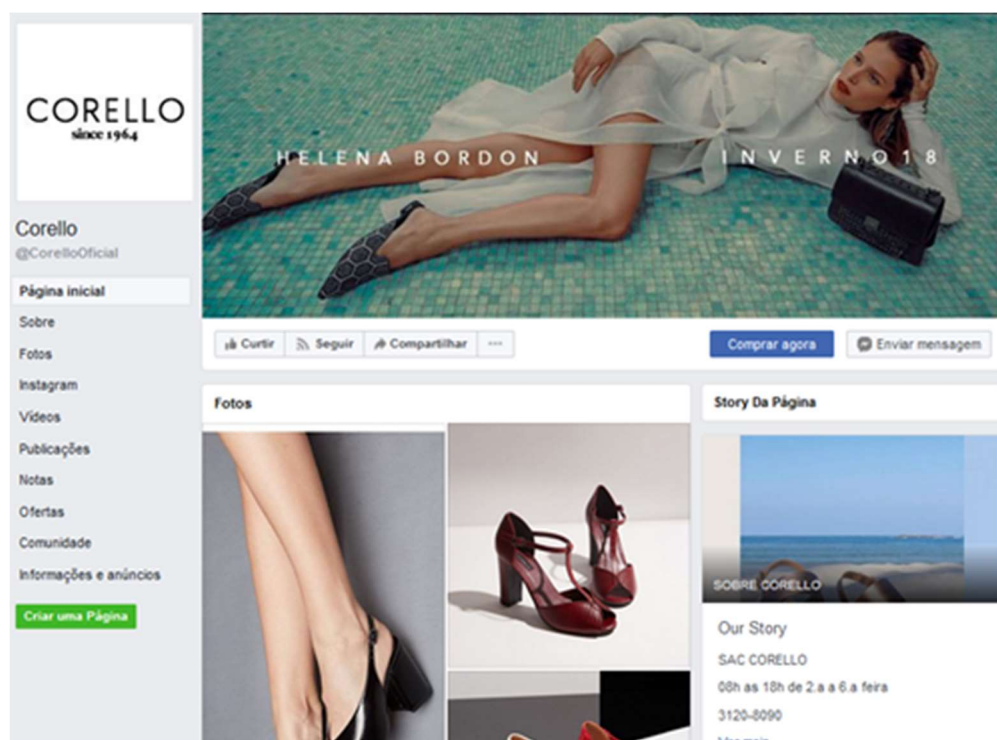 CORELLO
since 1964
HELENA BORDON
INVERNO 18
Corello
@CorelloOficial
Página inicial
Sobre
Fotos
Instagram
Vídeos
Publicações
Notas
Ofertas
Comunidade
Informações e anúncios
Criar uma Página
Curtir
Seguir
Compartilhar
...
Comprar agora
Enviar mensagem
Fotos
Story Da Página
SOBRE CORELLO
Our Story
SAC CORELLO
08h as 18h de 2.a a 6.a feira
3120-8090